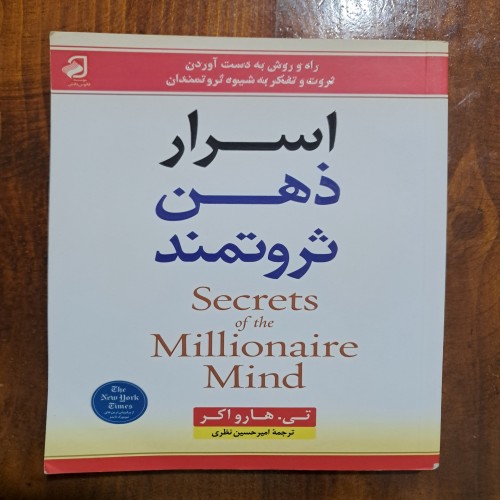 راه و روش به دست آوردن
ثروت و تفکر به شیوه ثروتمندان
اسرار
ذهن
ثروتمند
Secrets
of the
Millionaire
Mind
The
New York
Times
تی. هارو اکر
ترجمهٔ امیرحسین نظری